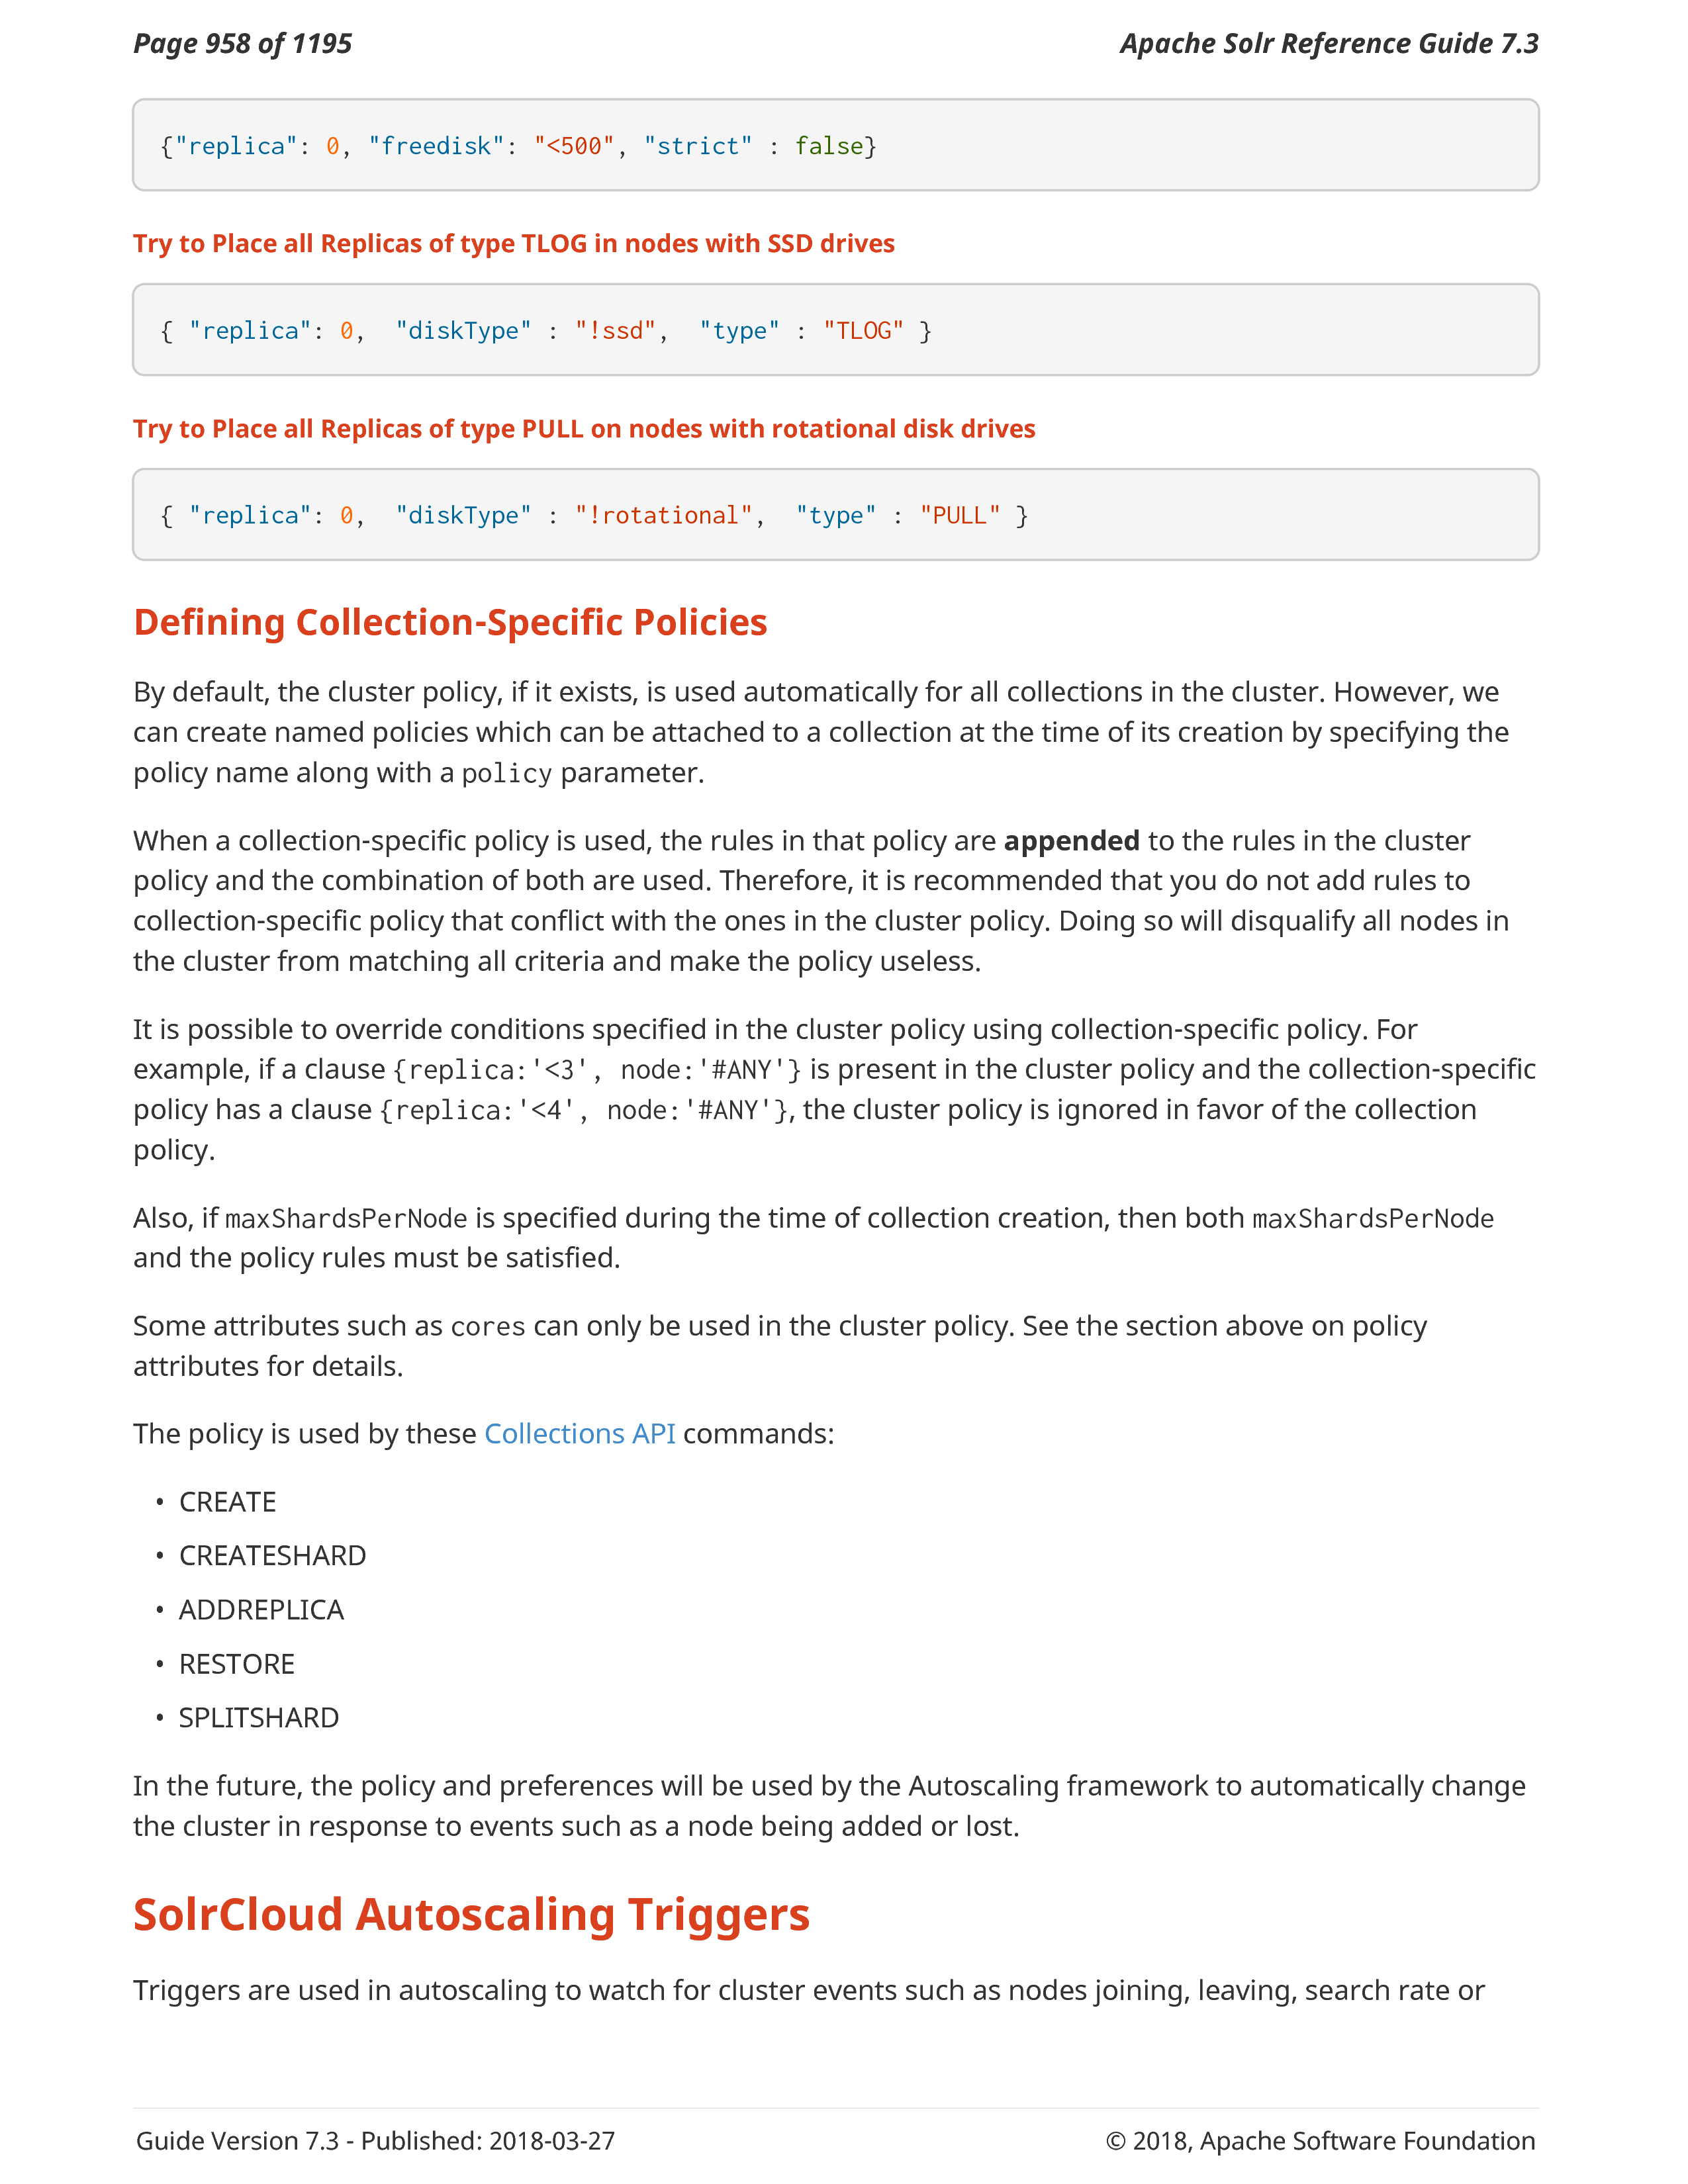 Page 958 of 1195
Apache Solr Reference Guide 7.3
{"replica": 0, "freedisk": "<500", "strict" : false}
Try to Place all Replicas of type TLOG in nodes with SSD drives
{ "replica": 0,  "diskType" : "!ssd",  "type" : "TLOG" }
Try to Place all Replicas of type PULL on nodes with rotational disk drives
{ "replica": 0,  "diskType" : "!rotational",  "type" : "PULL" }
Defining Collection-Specific Policies
By default, the cluster policy, if it exists, is used automatically for all collections in the cluster. However, we
can create named policies which can be attached to a collection at the time of its creation by specifying the
policy name along with a policy parameter.
When a collection-specific policy is used, the rules in that policy are appended to the rules in the cluster
policy and the combination of both are used. Therefore, it is recommended that you do not add rules to
collection-specific policy that conflict with the ones in the cluster policy. Doing so will disqualify all nodes in
the cluster from matching all criteria and make the policy useless.
It is possible to override conditions specified in the cluster policy using collection-specific policy. For
example, if a clause {replica:'<3', node:'#ANY'} is present in the cluster policy and the collection-specific
policy has a clause {replica:'<4', node:'#ANY'}, the cluster policy is ignored in favor of the collection
policy.
Also, if maxShardsPerNode is specified during the time of collection creation, then both maxShardsPerNode
and the policy rules must be satisfied.
Some attributes such as cores can only be used in the cluster policy. See the section above on policy
attributes for details.
The policy is used by these Collections API commands:
• CREATE
• CREATESHARD
• ADDREPLICA
• RESTORE
• SPLITSHARD
In the future, the policy and preferences will be used by the Autoscaling framework to automatically change
the cluster in response to events such as a node being added or lost.
SolrCloud Autoscaling Triggers
Triggers are used in autoscaling to watch for cluster events such as nodes joining, leaving, search rate or
Guide Version 7.3 - Published: 2018-03-27
© 2018, Apache Software Foundation